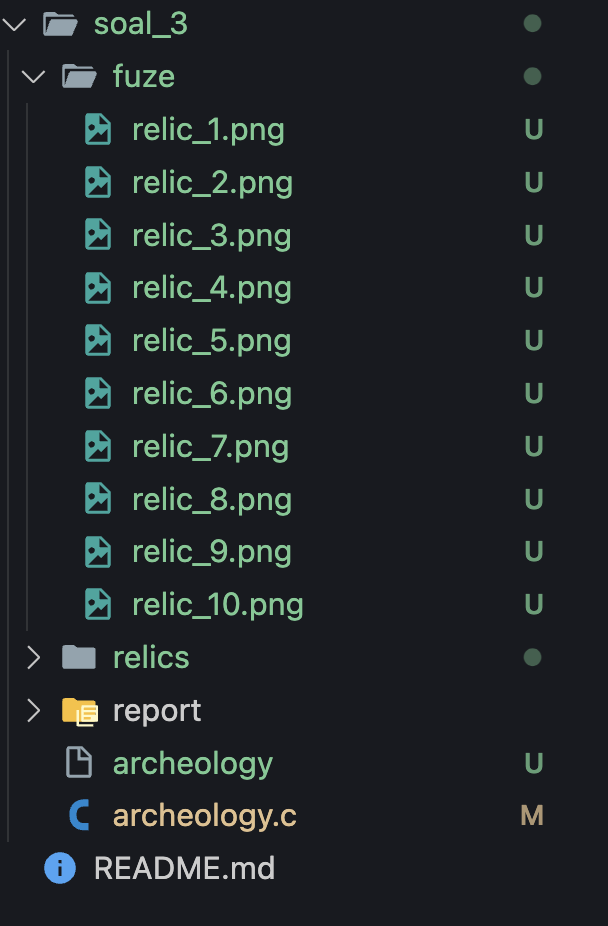 soal_3
fuze
relic_1.png U
relic_2.png U
relic_3.png U
relic_4.png U
relic_5.png U
relic_6.png U
relic_7.png U
relic_8.png U
relic_9.png U
relic_10.png U
relics
report
archeology U
archeology.c M
README.md